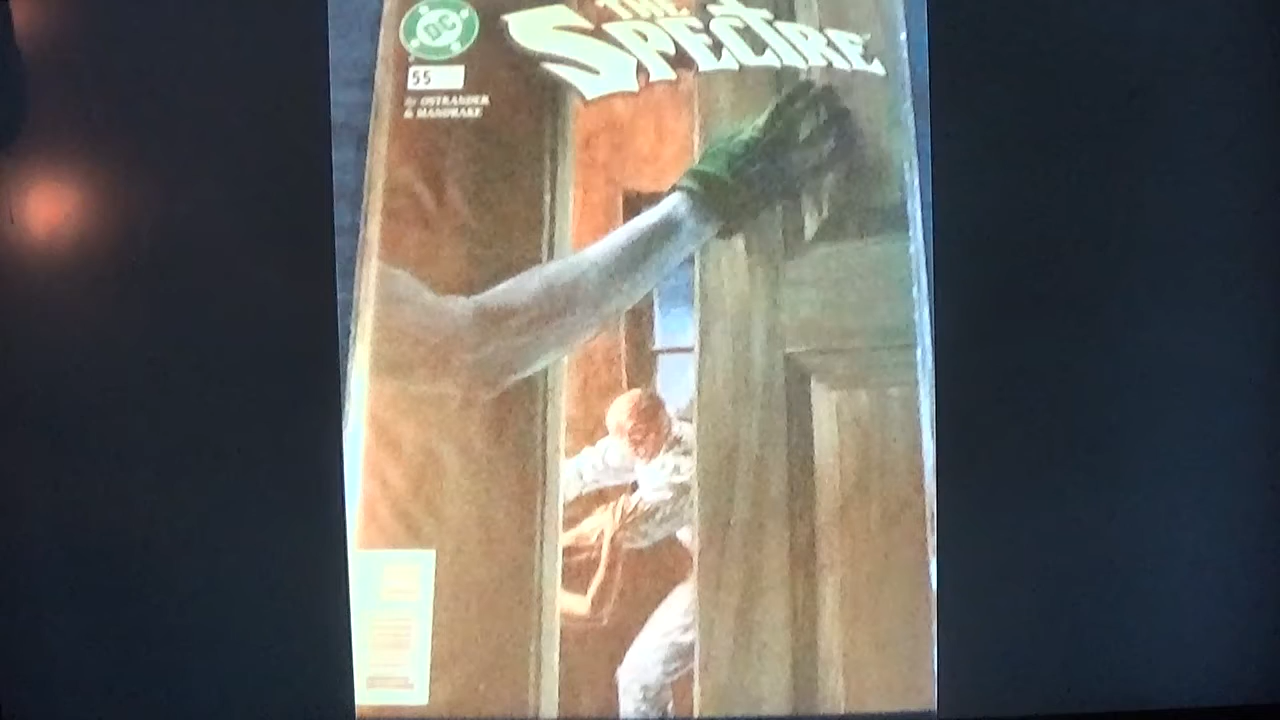 DC
55
THE
SPECTRE
BY OSTRANDER
& MANDRAKE